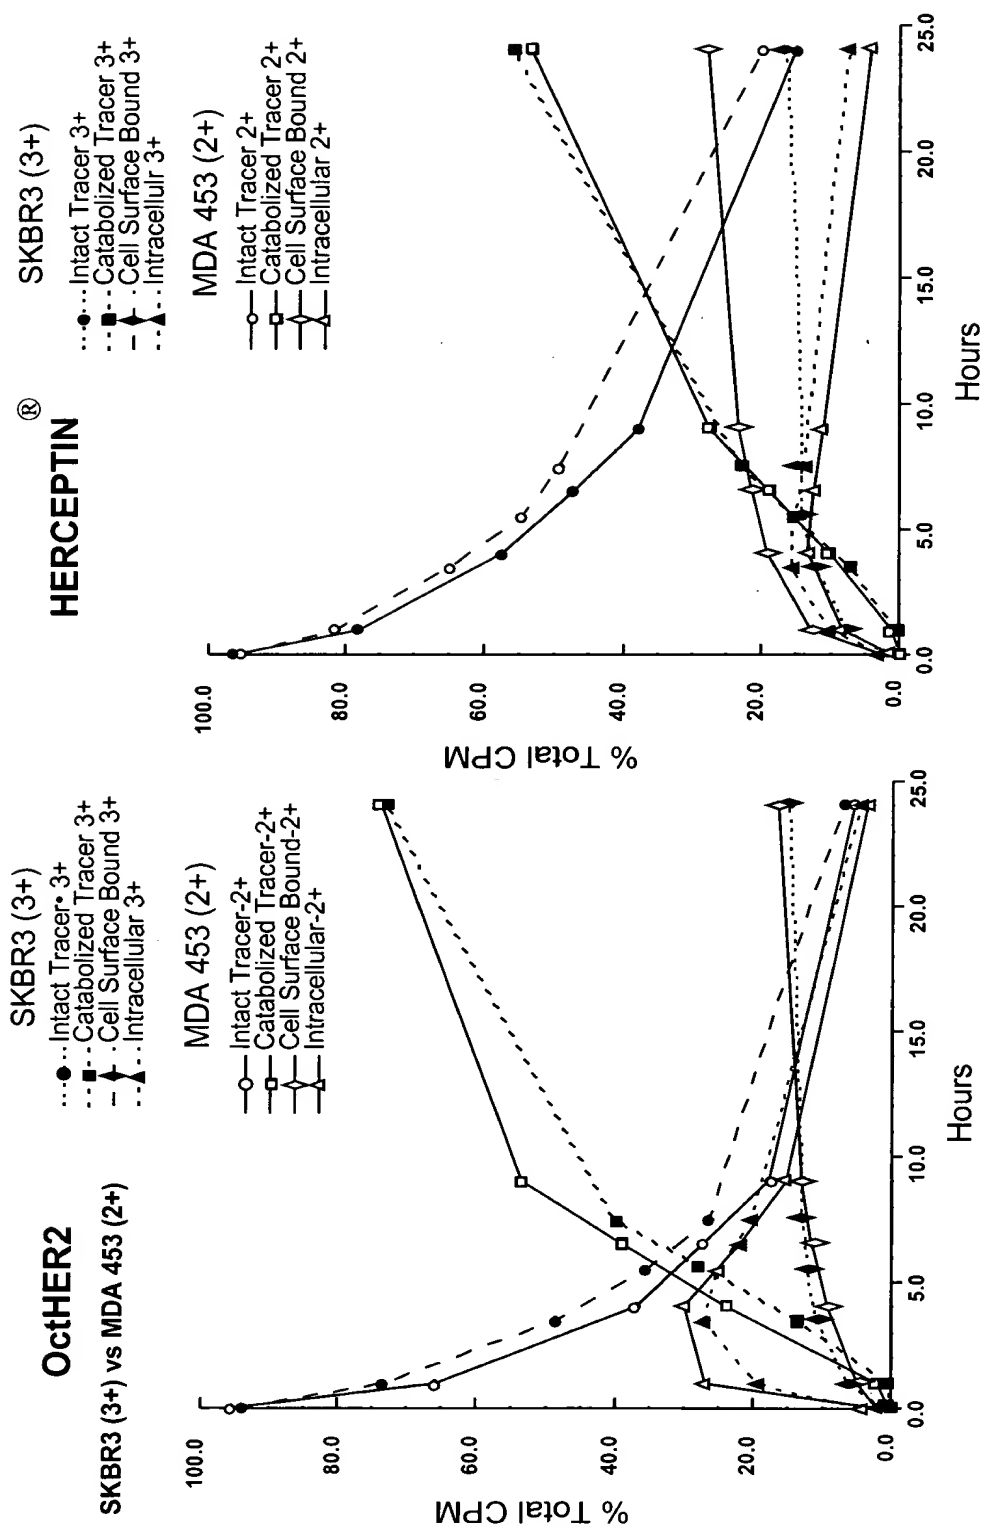 OctHER2
SKBR3 (3+) vs MDA 453 (2+)
SKBR3 (3+)
Intact Tracer• 3+
Catabolized Tracer 3+
Cell Surface Bound 3+
Intracellular 3+
MDA 453 (2+)
Intact Tracer-2+
Catabolized Tracer-2+
Cell Surface Bound-2+
Intracellular-2+
% Total CPM
100.0
80.0
60.0
40.0
20.0
0.0
0.0
5.0
10.0
15.0
20.0
25.0
Hours
HERCEPTIN ®
SKBR3 (3+)
Intact Tracer 3+
Catabolized Tracer 3+
Cell Surface Bound 3+
Intracellulr 3+
MDA 453 (2+)
Intact Tracer 2+
Catabolized Tracer 2+
Cell Surface Bound 2+
Intracellular 2+
% Total CPM
100.0
80.0
60.0
40.0
20.0
0.0
0.0
5.0
10.0
15.0
20.0
25.0
Hours